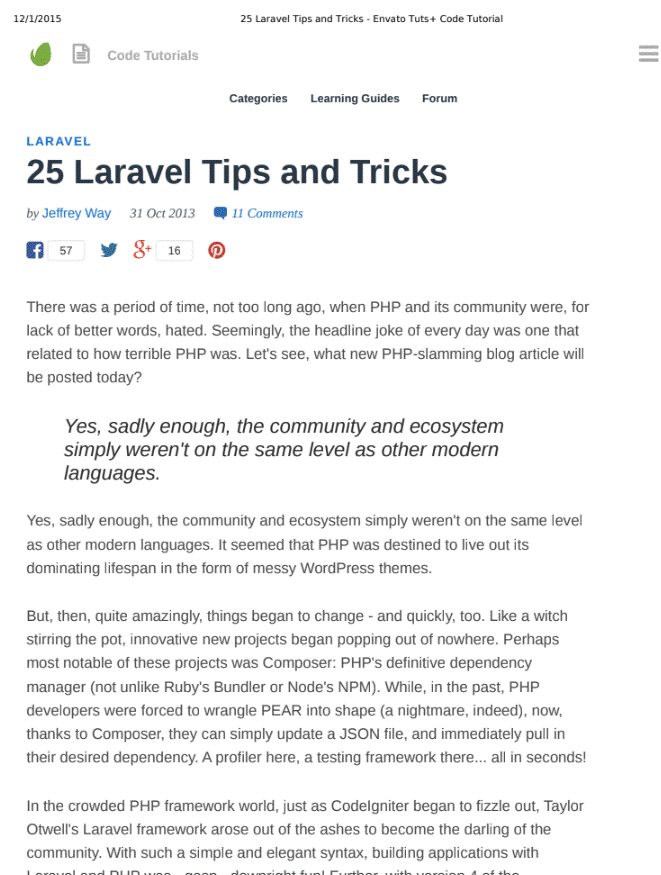 12/1/2015 25 Laravel Tips and Tricks - Envato Tuts+ Code Tutorial
Code Tutorials
Categories Learning Guides Forum
LARAVEL
25 Laravel Tips and Tricks
by Jeffrey Way 31 Oct 2013 11 Comments
57 16
There was a period of time, not too long ago, when PHP and its community were, for
lack of better words, hated. Seemingly, the headline joke of every day was one that
related to how terrible PHP was. Let's see, what new PHP-slamming blog article will
be posted today?
Yes, sadly enough, the community and ecosystem
simply weren't on the same level as other modern
languages.
Yes, sadly enough, the community and ecosystem simply weren't on the same level
as other modern languages. It seemed that PHP was destined to live out its
dominating lifespan in the form of messy WordPress themes.
But, then, quite amazingly, things began to change - and quickly, too. Like a witch
stirring the pot, innovative new projects began popping out of nowhere. Perhaps
most notable of these projects was Composer: PHP's definitive dependency
manager (not unlike Ruby's Bundler or Node's NPM). While, in the past, PHP
developers were forced to wrangle PEAR into shape (a nightmare, indeed), now,
thanks to Composer, they can simply update a JSON file, and immediately pull in
their desired dependency. A profiler here, a testing framework there... all in seconds!
In the crowded PHP framework world, just as CodeIgniter began to fizzle out, Taylor
Otwell's Laravel framework arose out of the ashes to become the darling of the
community. With such a simple and elegant syntax, building applications with
Laravel and PHP was - gasp - downright fun! Further, with version 4 of the